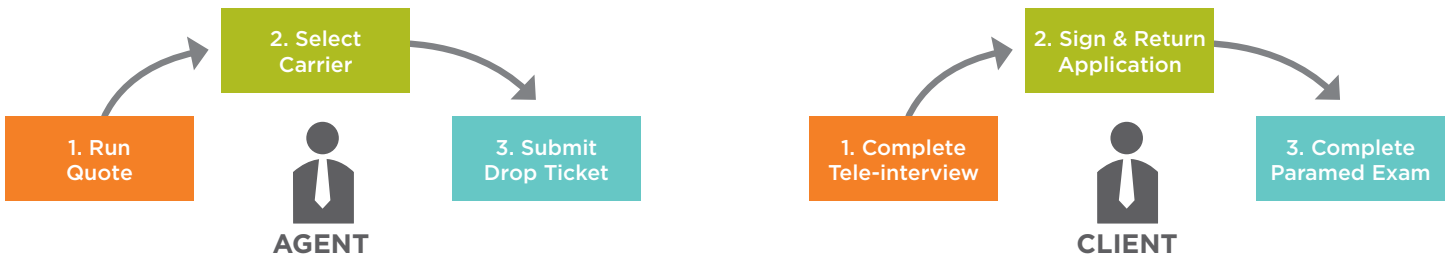 2. Select
Carrier
1. Run
Quote
3. Submit
Drop Ticket
AGENT
2. Sign & Return
Application
1. Complete
Tele-interview
3. Complete
Paramed Exam
CLIENT